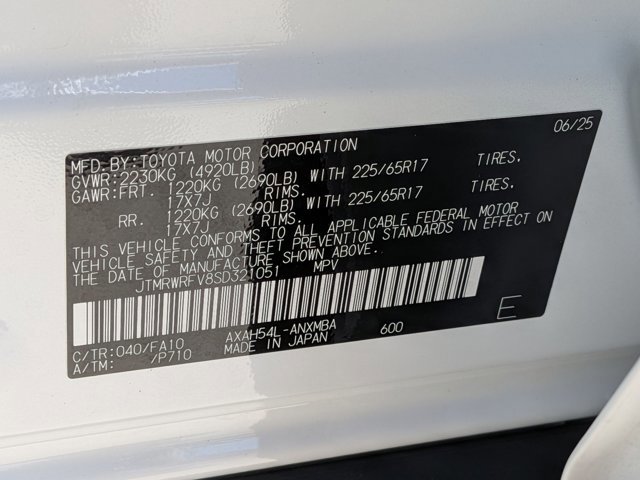 06/25
MFD.BY:TOYOTA MOTOR CORPORATION
GVWR:2230KG (4920LB)
GAWR:FRT. 1220KG (2690LB) WITH 225/65R17 TIRES,
17X7J RIMS.
RR. 1220KG (2690LB) WITH 225/65R17 TIRES,
17X7J RIMS.
THIS VEHICLE CONFORMS TO ALL APPLICABLE FEDERAL MOTOR
VEHICLE SAFETY AND THEFT PREVENTION STANDARDS IN EFFECT ON
THE DATE OF MANUFACTURE SHOWN ABOVE.
JTMRWRFV8SD321051 MPV
C/TR:040/FA10 AXAH54L-ANXMBA 600
A/TM: /P710 MADE IN JAPAN
E